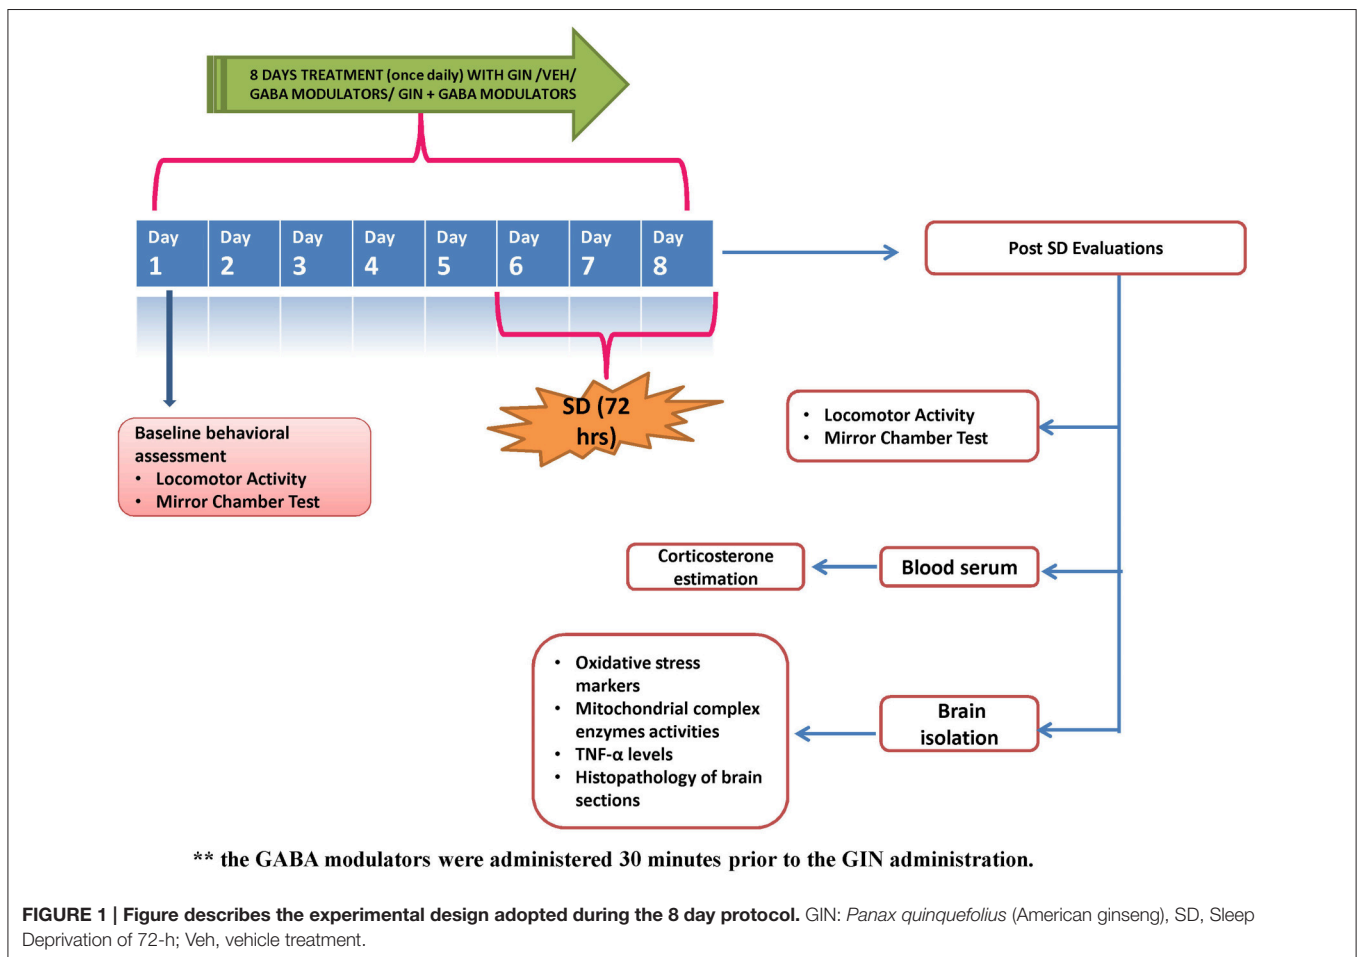 8 DAYS TREATMENT (once daily) WITH GIN /VEH/
GABA MODULATORS/ GIN + GABA MODULATORS
Day
1
Day
2
Day
3
Day
4
Day
5
Day
6
Day
7
Day
8
Post SD Evaluations
SD (72
hrs)
Baseline behavioral
assessment
• Locomotor Activity
• Mirror Chamber Test
• Locomotor Activity
• Mirror Chamber Test
Corticosterone
estimation
Blood serum
• Oxidative stress
markers
• Mitochondrial complex
enzymes activities
• TNF-α levels
• Histopathology of brain
sections
Brain
isolation
** the GABA modulators were administered 30 minutes prior to the GIN administration.
FIGURE 1 | Figure describes the experimental design adopted during the 8 day protocol. GIN: Panax quinquefolius (American ginseng), SD, Sleep
Deprivation of 72-h; Veh, vehicle treatment.